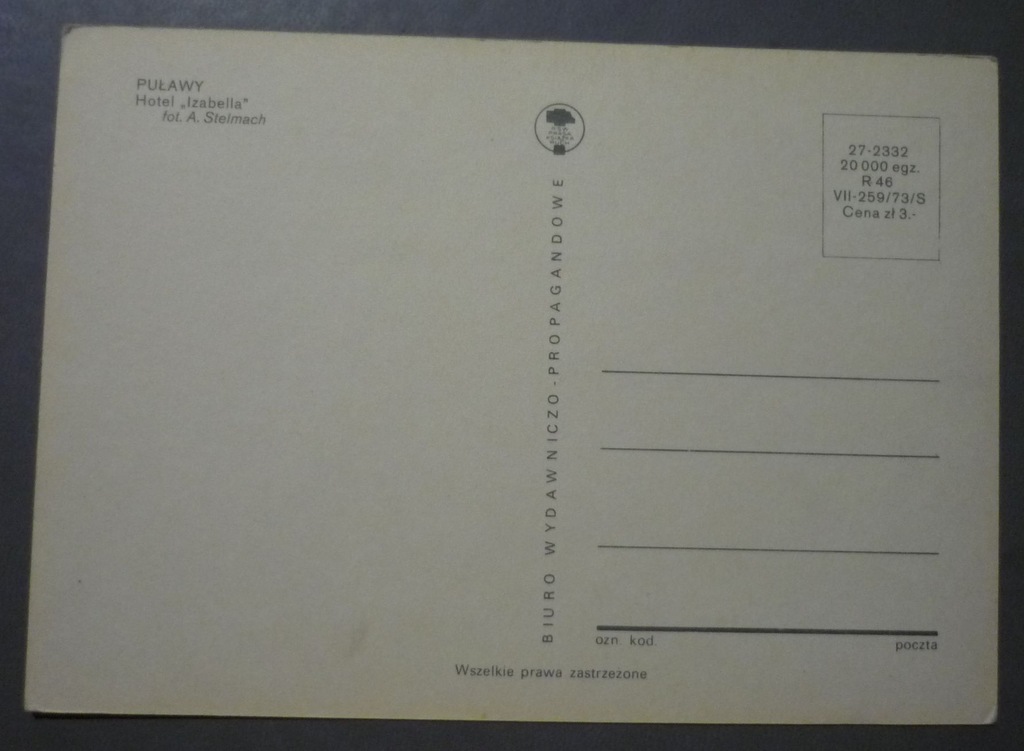 PUŁAWY
Hotel „Izabella”
fot. A. Stelmach
27-2332
20 000 egz.
R 46
VII-259/73/S
Cena zł 3.-
BIURO WYDAWNICZO-PROPAGANDOWE
ozn. kod.
poczta
Wszelkie prawa zastrzeżone